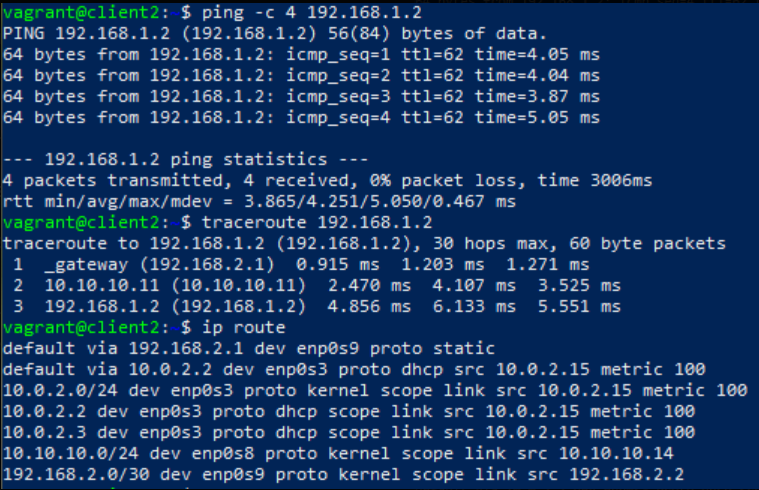 vagrant@client2:~$ ping -c 4 192.168.1.2
PING 192.168.1.2 (192.168.1.2) 56(84) bytes of data.
64 bytes from 192.168.1.2: icmp_seq=1 ttl=62 time=4.05 ms
64 bytes from 192.168.1.2: icmp_seq=2 ttl=62 time=4.04 ms
64 bytes from 192.168.1.2: icmp_seq=3 ttl=62 time=3.87 ms
64 bytes from 192.168.1.2: icmp_seq=4 ttl=62 time=5.05 ms

--- 192.168.1.2 ping statistics ---
4 packets transmitted, 4 received, 0% packet loss, time 3006ms
rtt min/avg/max/mdev = 3.865/4.251/5.050/0.467 ms
vagrant@client2:~$ traceroute 192.168.1.2
traceroute to 192.168.1.2 (192.168.1.2), 30 hops max, 60 byte packets
 1  _gateway (192.168.2.1)  0.915 ms  1.203 ms  1.271 ms
 2  10.10.10.11 (10.10.10.11)  2.470 ms  4.107 ms  3.525 ms
 3  192.168.1.2 (192.168.1.2)  4.856 ms  6.133 ms  5.551 ms
vagrant@client2:~$ ip route
default via 192.168.2.1 dev enp0s9 proto static
default via 10.0.2.2 dev enp0s3 proto dhcp src 10.0.2.15 metric 100
10.0.2.0/24 dev enp0s3 proto kernel scope link src 10.0.2.15 metric 100
10.0.2.2 dev enp0s3 proto dhcp scope link src 10.0.2.15 metric 100
10.0.2.3 dev enp0s3 proto dhcp scope link src 10.0.2.15 metric 100
10.10.10.0/24 dev enp0s8 proto kernel scope link src 10.10.10.14
192.168.2.0/30 dev enp0s9 proto kernel scope link src 192.168.2.2